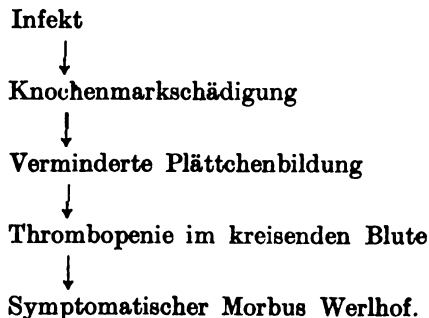 Infekt
Knochenmarkschädigung
Verminderte Plättchenbildung
Thrombopenie im kreisenden Blute
Symptomatischer Morbus Werlhof.